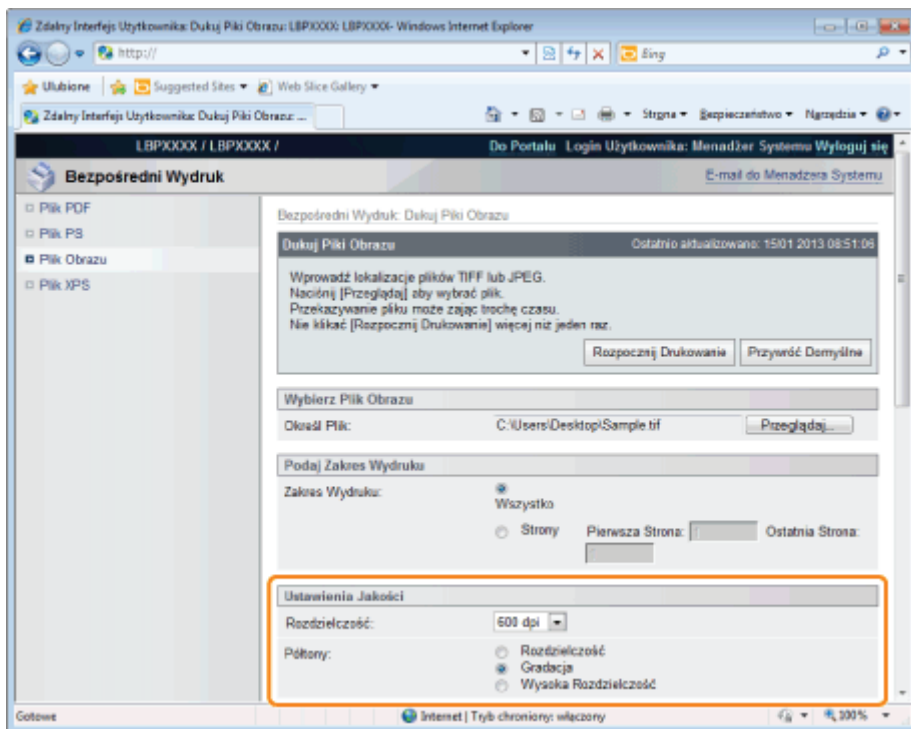 Zdalny Interfejs Użytkownika: Dukuj Piki Obrazu: LBPXXXX: LBPXXXX- Windows Internet Explorer
http://
Bing
Ulubione Suggested Sites Web Slice Gallery
Zdalny Interfejs Użytkownika: Dukuj Piki Obrazu: ... Strona Bezpieczeństwo Narzędzia
LBPXXXX / LBPXXXX / Do Portalu Login Użytkownika: Menadżer Systemu Wyloguj się
Bezpośredni Wydruk E-mail do Menadżera Systemu
Plik PDF
Plik PS
Plik Obrazu
Plik XPS
Bezpośredni Wydruk: Dukuj Piki Obrazu
Dukuj Piki Obrazu Ostatnio aktualizowano: 15/01 2013 08:51:06
Wprowadź lokalizacje plików TIFF lub JPEG.
Naciśnij [Przeglądaj] aby wybrać plik.
Przekazywanie pliku może zając trochę czasu.
Nie klikać [Rozpocznij Drukowanie] więcej niż jeden raz.
Rozpocznij Drukowanie Przywróć Domyślne
Wybierz Plik Obrazu
Określ Plik: C:\Users\Desktop\Sample.tif Przeglądaj...
Podaj Zakres Wydruku
Zakres Wydruku: Wszystko
Strony Pierwsza Strona: Ostatnia Strona:
Ustawienia Jakości
Rozdzielczość: 600 dpi
Półtony: Rozdzielczość
Gradacja
Wysoka Rozdzielczość
Gotowe Internet | Tryb chroniony: włączony 100%